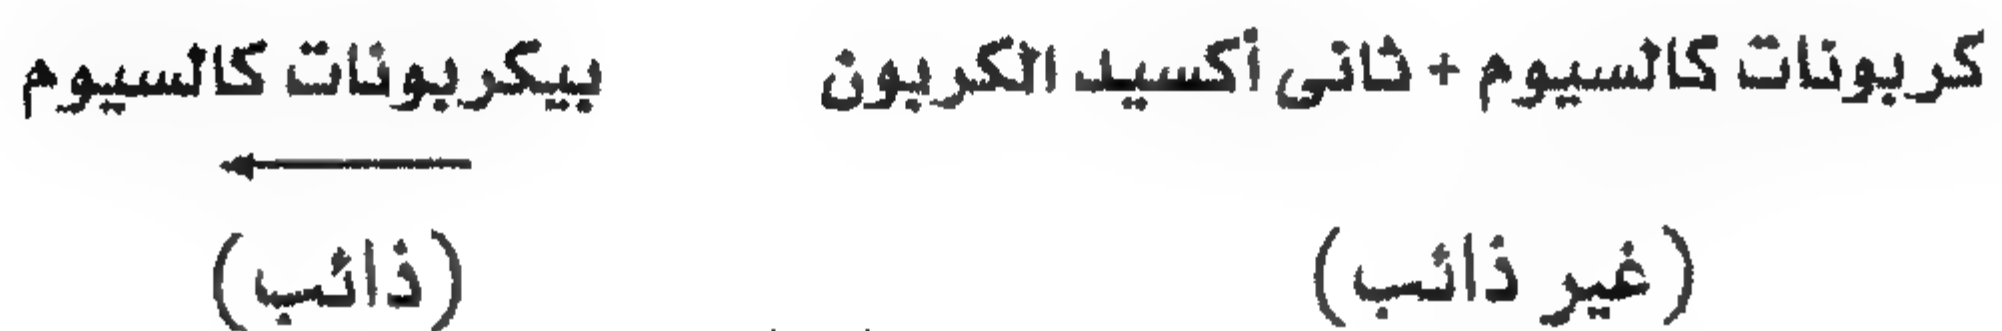 كربونات كالسيوم + ثانى أكسيد الكربون بيكربونات كالسيوم
←
(غير ذائب) (ذائب)